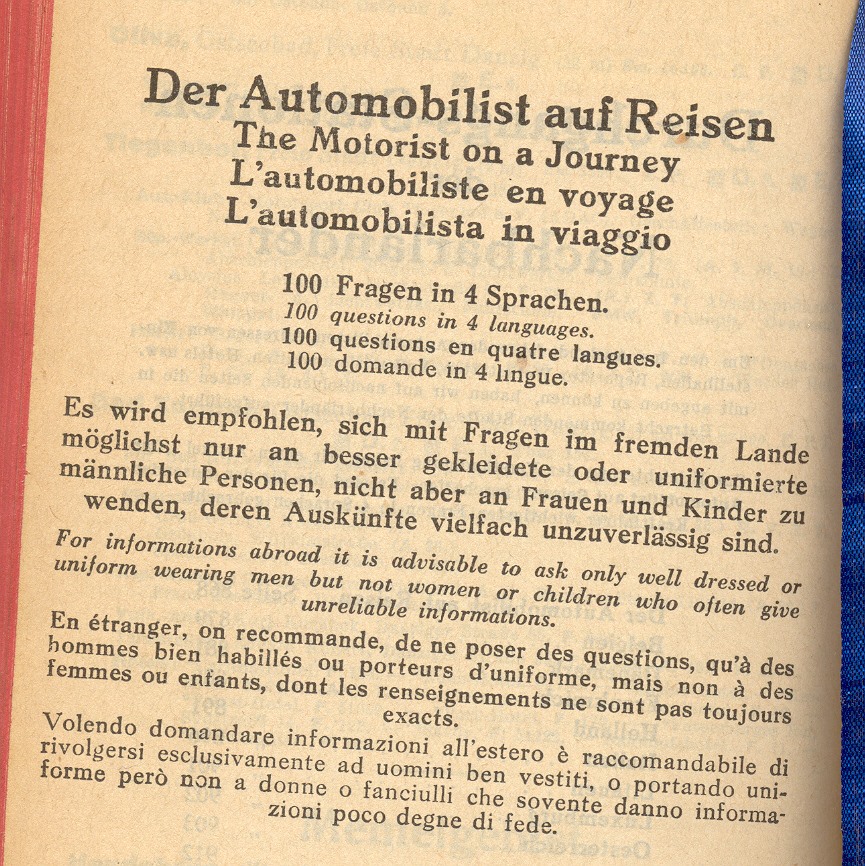 Der Automobilist auf Reisen
The Motorist on a Journey
L'automobiliste en voyage
L'automobilista in viaggio
100 Fragen in 4 Sprachen.
100 questions in 4 languages.
100 questions en quatre langues.
100 domande in 4 lingue.
Es wird empfohlen, sich mit Fragen im fremden Lande
möglichst nur an besser gekleidete oder uniformierte
männliche Personen, nicht aber an Frauen und Kinder zu
wenden, deren Auskünfte vielfach unzuverlässig sind.
For informations abroad it is advisable to ask only well dressed or
uniform wearing men but not women or children who often give
unreliable informations.
En étranger, on recommande, de ne poser des questions, qu'à des
hommes bien habillés ou porteurs d'uniforme, mais non à des
femmes ou enfants, dont les renseignements ne sont pas toujours
exacts.
Volendo domandare informazioni all'estero è raccomandabile di
rivolgersi esclusivamente ad uomini ben vestiti, o portando uni-
forme però non a donne o fanciulli che sovente danno informa-
zioni poco degne di fede.